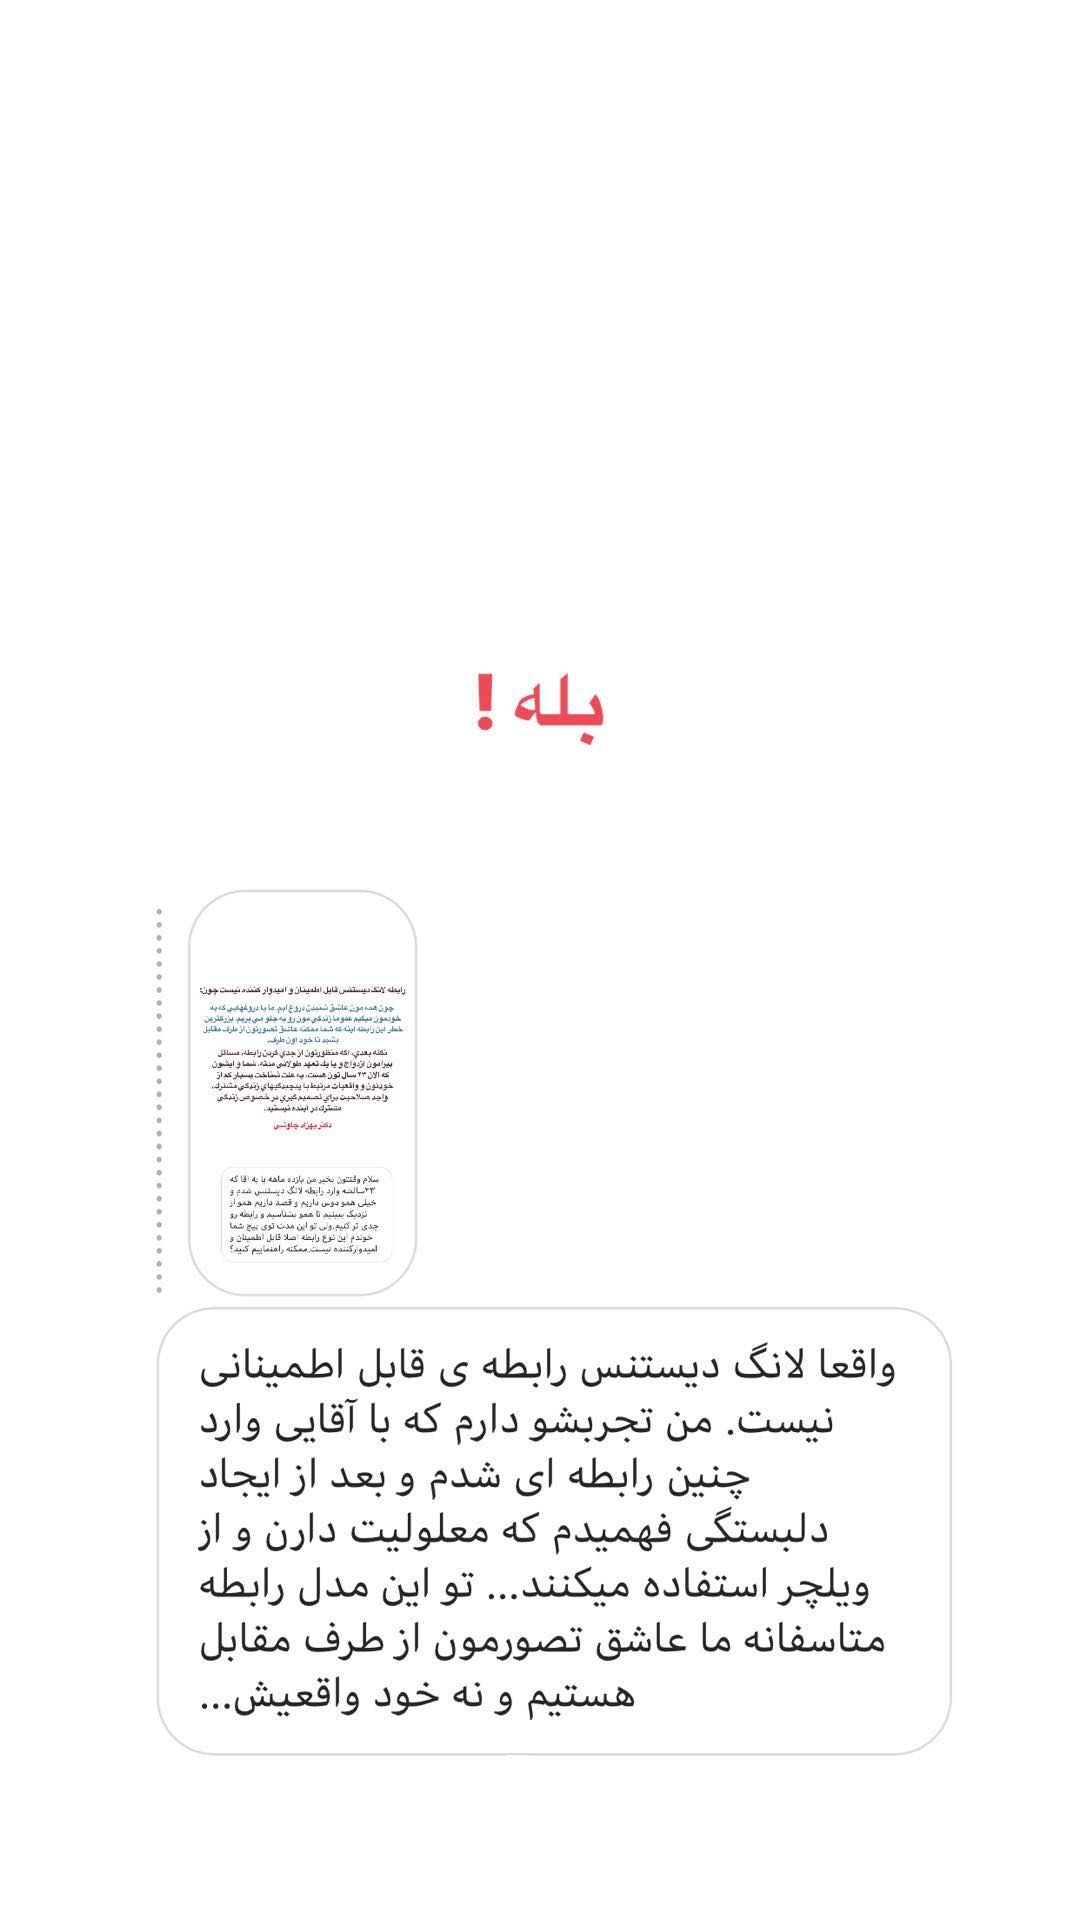 بله !
رابطه لانگ دیستنس قابل اطمینان و امیدوار کننده نیست چون:
چون همه مون عاشق شنیدن دروغ ایم. ما با دروغهایی که به
خودمون میگیم عموما زندگی مون رو به جلو می بریم. بزرگترین
خطر این رابطه اینه که شما ممکنه عاشق تصورتون از طرف مقابل
بشید تا خود اون طرف.
نکته بعدی، اگه منظورتون از جدی کردن رابطه، مسائل
پیرامون ازدواج و یا یک تعهد طولانی مدته، شما و ایشون
که الان ۲۳ سال تون هست، به علت شناخت بسیار کم از
خودتون و واقعیات مرتبط با پیچیدگیهای زندگی مشترک،
واجد صلاحیت برای تصمیم گیری در خصوص زندگی
مشترک در آینده نیستید.
دکتر بهزاد چاوشی
سلام وقتتون بخیر من یازده ماهه با یه اقا که
۲۳سالشه وارد رابطه لانگ دیستنس شدم و
خیلی همو دوس داریم و قصد داریم همو از
نزدیک ببینیم تا همو بشناسیم و رابطه رو
جدی تر کنیم.ولی تو این مدت توی پیج شما
خوندم این نوع رابطه اصلا قابل اطمینان و
امیدوارکننده نیست.ممکنه راهنماییم کنید؟
واقعا لانگ دیستنس رابطه ی قابل اطمینانی
نیست. من تجربشو دارم که با آقایی وارد
چنین رابطه ای شدم و بعد از ایجاد
دلبستگی فهمیدم که معلولیت دارن و از
ویلچر استفاده میکنند... تو این مدل رابطه
متاسفانه ما عاشق تصورمون از طرف مقابل
هستیم و نه خود واقعیش...